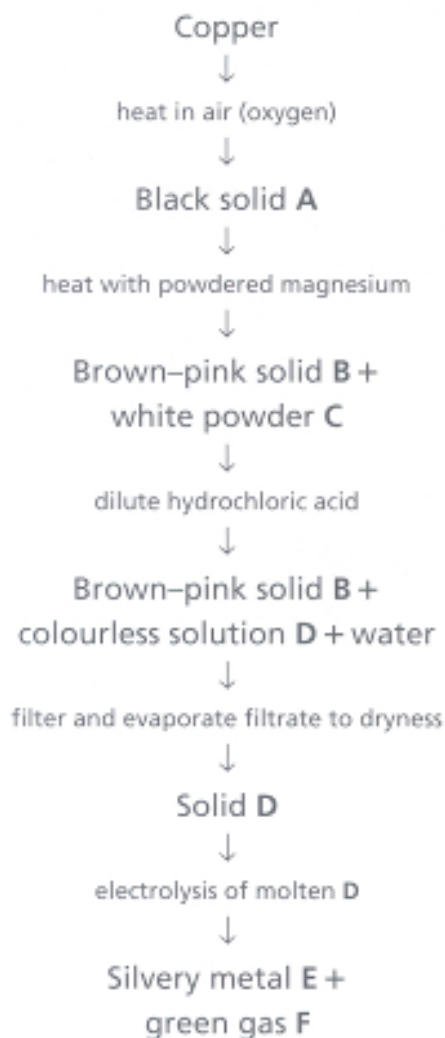 Copper
↓
heat in air (oxygen)
↓
Black solid A
↓
heat with powdered magnesium
↓
Brown–pink solid B +
white powder C
↓
dilute hydrochloric acid
↓
Brown–pink solid B +
colourless solution D + water
↓
filter and evaporate filtrate to dryness
↓
Solid D
↓
electrolysis of molten D
↓
Silvery metal E +
green gas F